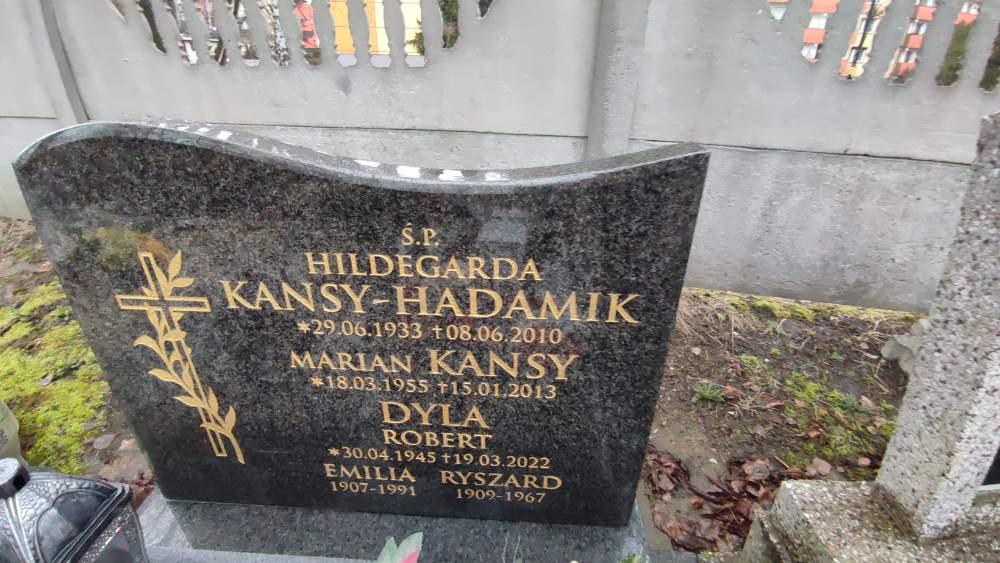 Ś.P.
HILDEGARDA
KANSY-HADAMIK
*29.06.1933 +08.06.2010
MARIAN KANSY
*18.03.1955 +15.01.2013
DYLA
ROBERT
*30.04.1945 +19.03.2022
EMILIA RYSZARD
1907-1991 1909-1967